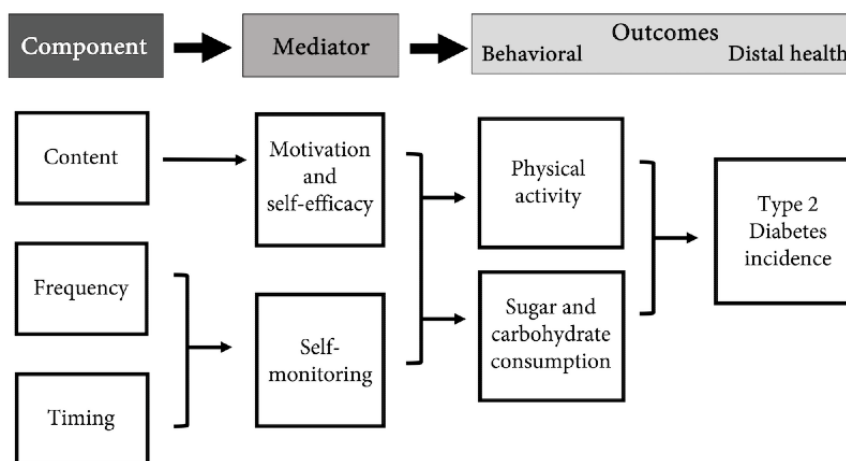 Component
Mediator
Outcomes
Behavioral
Distal health
Content
Motivation
and
self-efficacy
Physical
activity
Type 2
Diabetes
incidence
Frequency
Self-
monitoring
Sugar and
carbohydrate
consumption
Timing